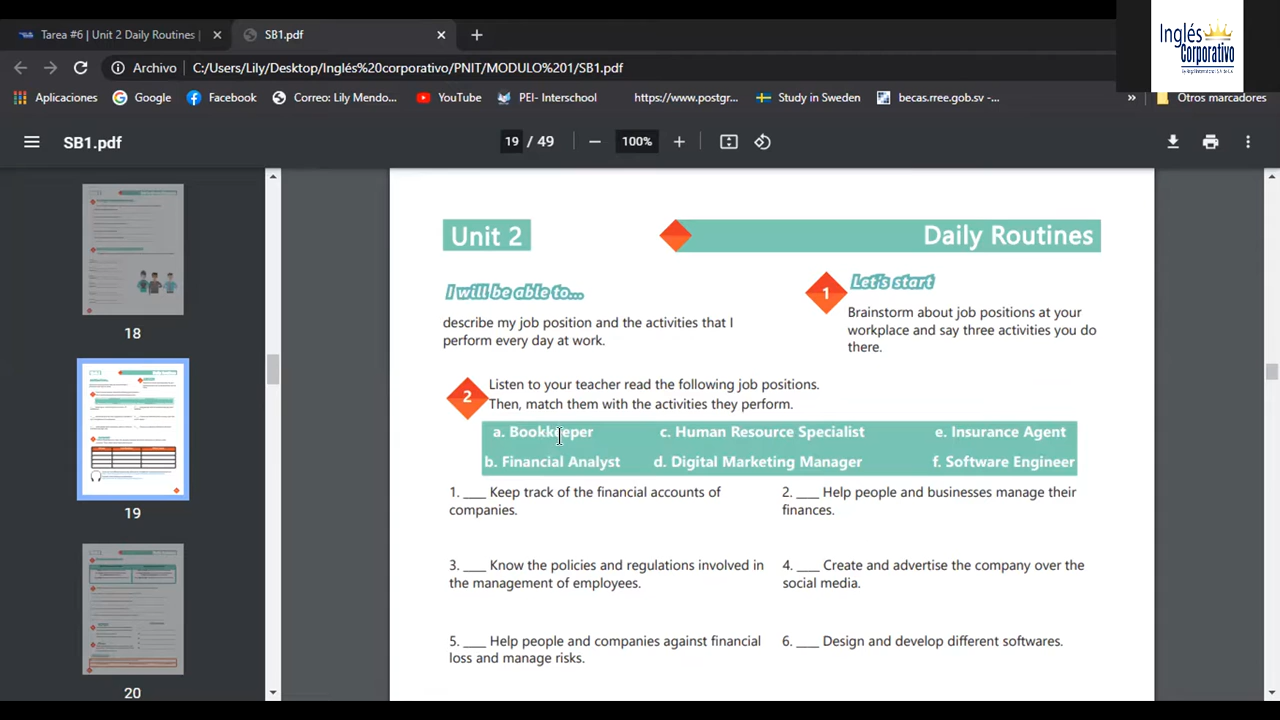 Tarea #6 | Unit 2 Daily Routines |
SB1.pdf
Inglés
Corporativo
Archivo
C:/Users/Lily/Desktop/Inglés%20corporativo/PNIT/MODULO%201/SB1.pdf
Aplicaciones
Google
Facebook
Correo: Lily Mendo...
YouTube
PEI- Interschool
https://www.postgr...
Study in Sweden
becas.rree.gob.sv -...
»
Otros marcadores
SB1.pdf
19 / 49
100%
18
19
20
Unit 2
Daily Routines
I will be able to...
describe my job position and the activities that I
perform every day at work.
1
Let's start
Brainstorm about job positions at your
workplace and say three activities you do
there.
2
Listen to your teacher read the following job positions.
Then, match them with the activities they perform.
a. Bookkeeper
c. Human Resource Specialist
e. Insurance Agent
b. Financial Analyst
d. Digital Marketing Manager
f. Software Engineer
1. ___ Keep track of the financial accounts of
companies.
2. ___ Help people and businesses manage their
finances.
3. ___ Know the policies and regulations involved in
the management of employees.
4. ___ Create and advertise the company over the
social media.
5. ___ Help people and companies against financial
loss and manage risks.
6. ___ Design and develop different softwares.